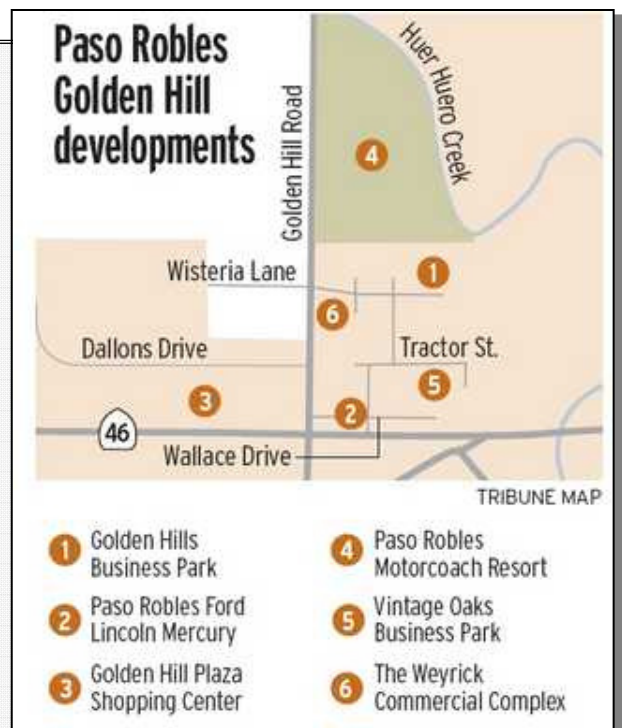 Paso Robles
Golden Hill
developments
Golden Hill Road
Huer Huero Creek
4
Wisteria Lane
1
6
Dallons Drive
Tractor St.
3
5
2
46
Wallace Drive
TRIBUNE MAP
1 Golden Hills
Business Park
2 Paso Robles Ford
Lincoln Mercury
3 Golden Hill Plaza
Shopping Center
4 Paso Robles
Motorcoach Resort
5 Vintage Oaks
Business Park
6 The Weyrick
Commercial Complex